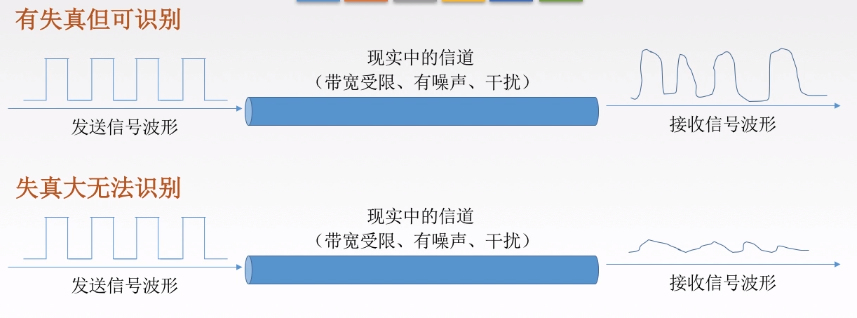 有失真但可识别
现实中的信道
（带宽受限、有噪声、干扰）
发送信号波形
接收信号波形
失真大无法识别
现实中的信道
（带宽受限、有噪声、干扰）
发送信号波形
接收信号波形